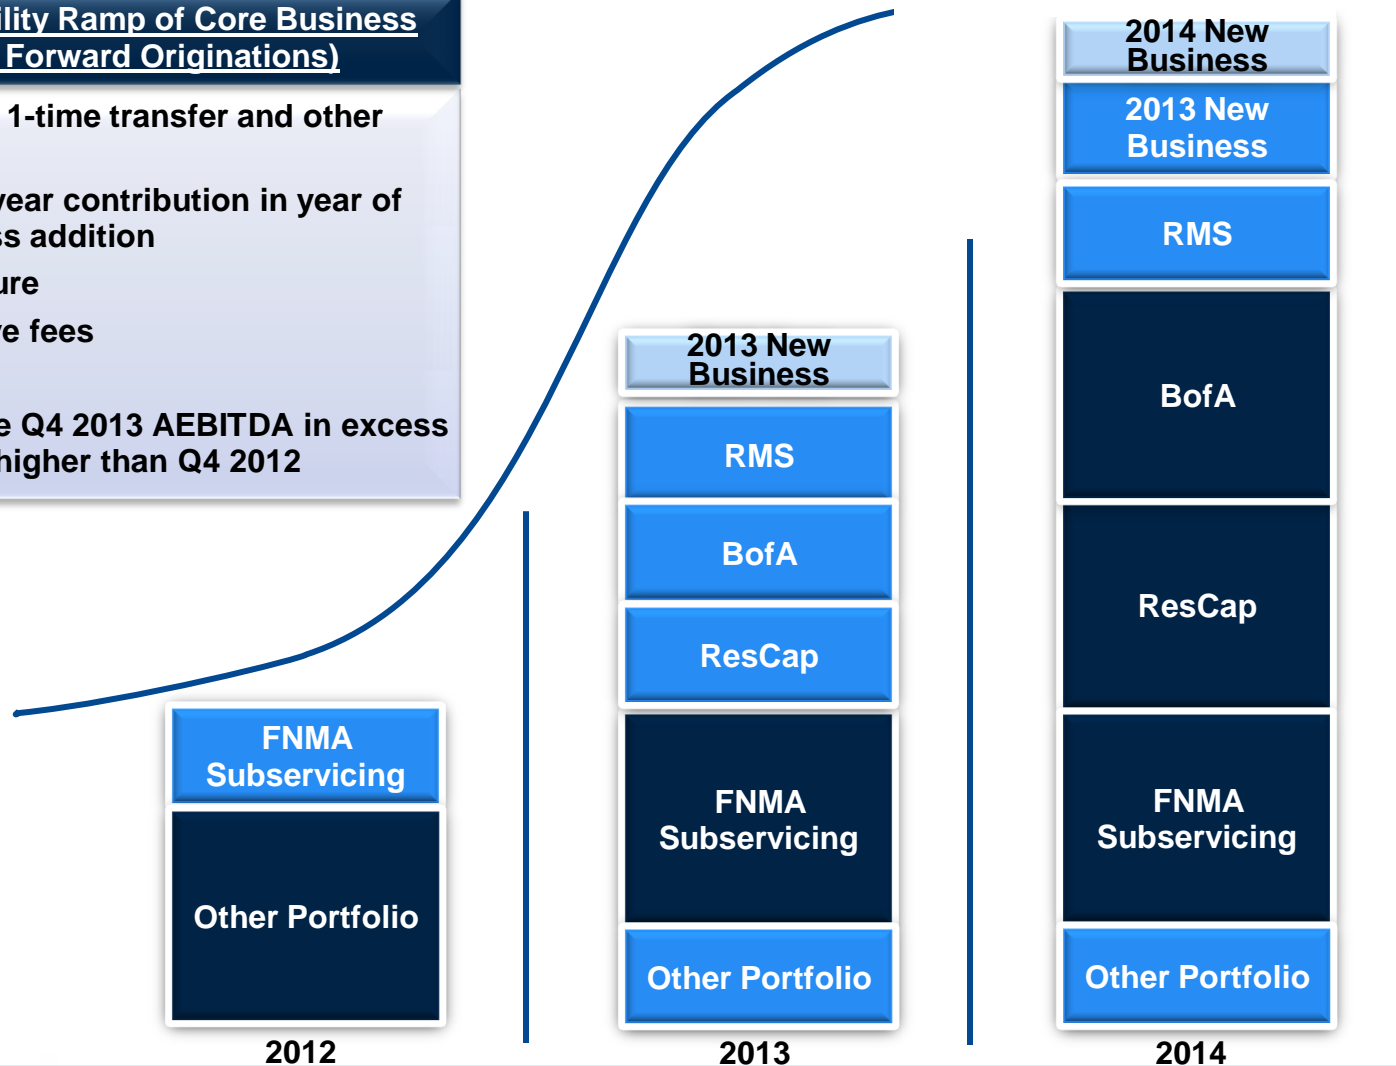 ility Ramp of Core Business
Forward Originations)
1-time transfer and other
year contribution in year of
ss addition
ure
ve fees
e Q4 2013 AEBITDA in excess
higher than Q4 2012
FNMA
Subservicing
Other Portfolio
2012
2013 New
Business
RMS
BofA
ResCap
FNMA
Subservicing
Other Portfolio
2013
2014 New
Business
2013 New
Business
RMS
BofA
ResCap
FNMA
Subservicing
Other Portfolio
2014